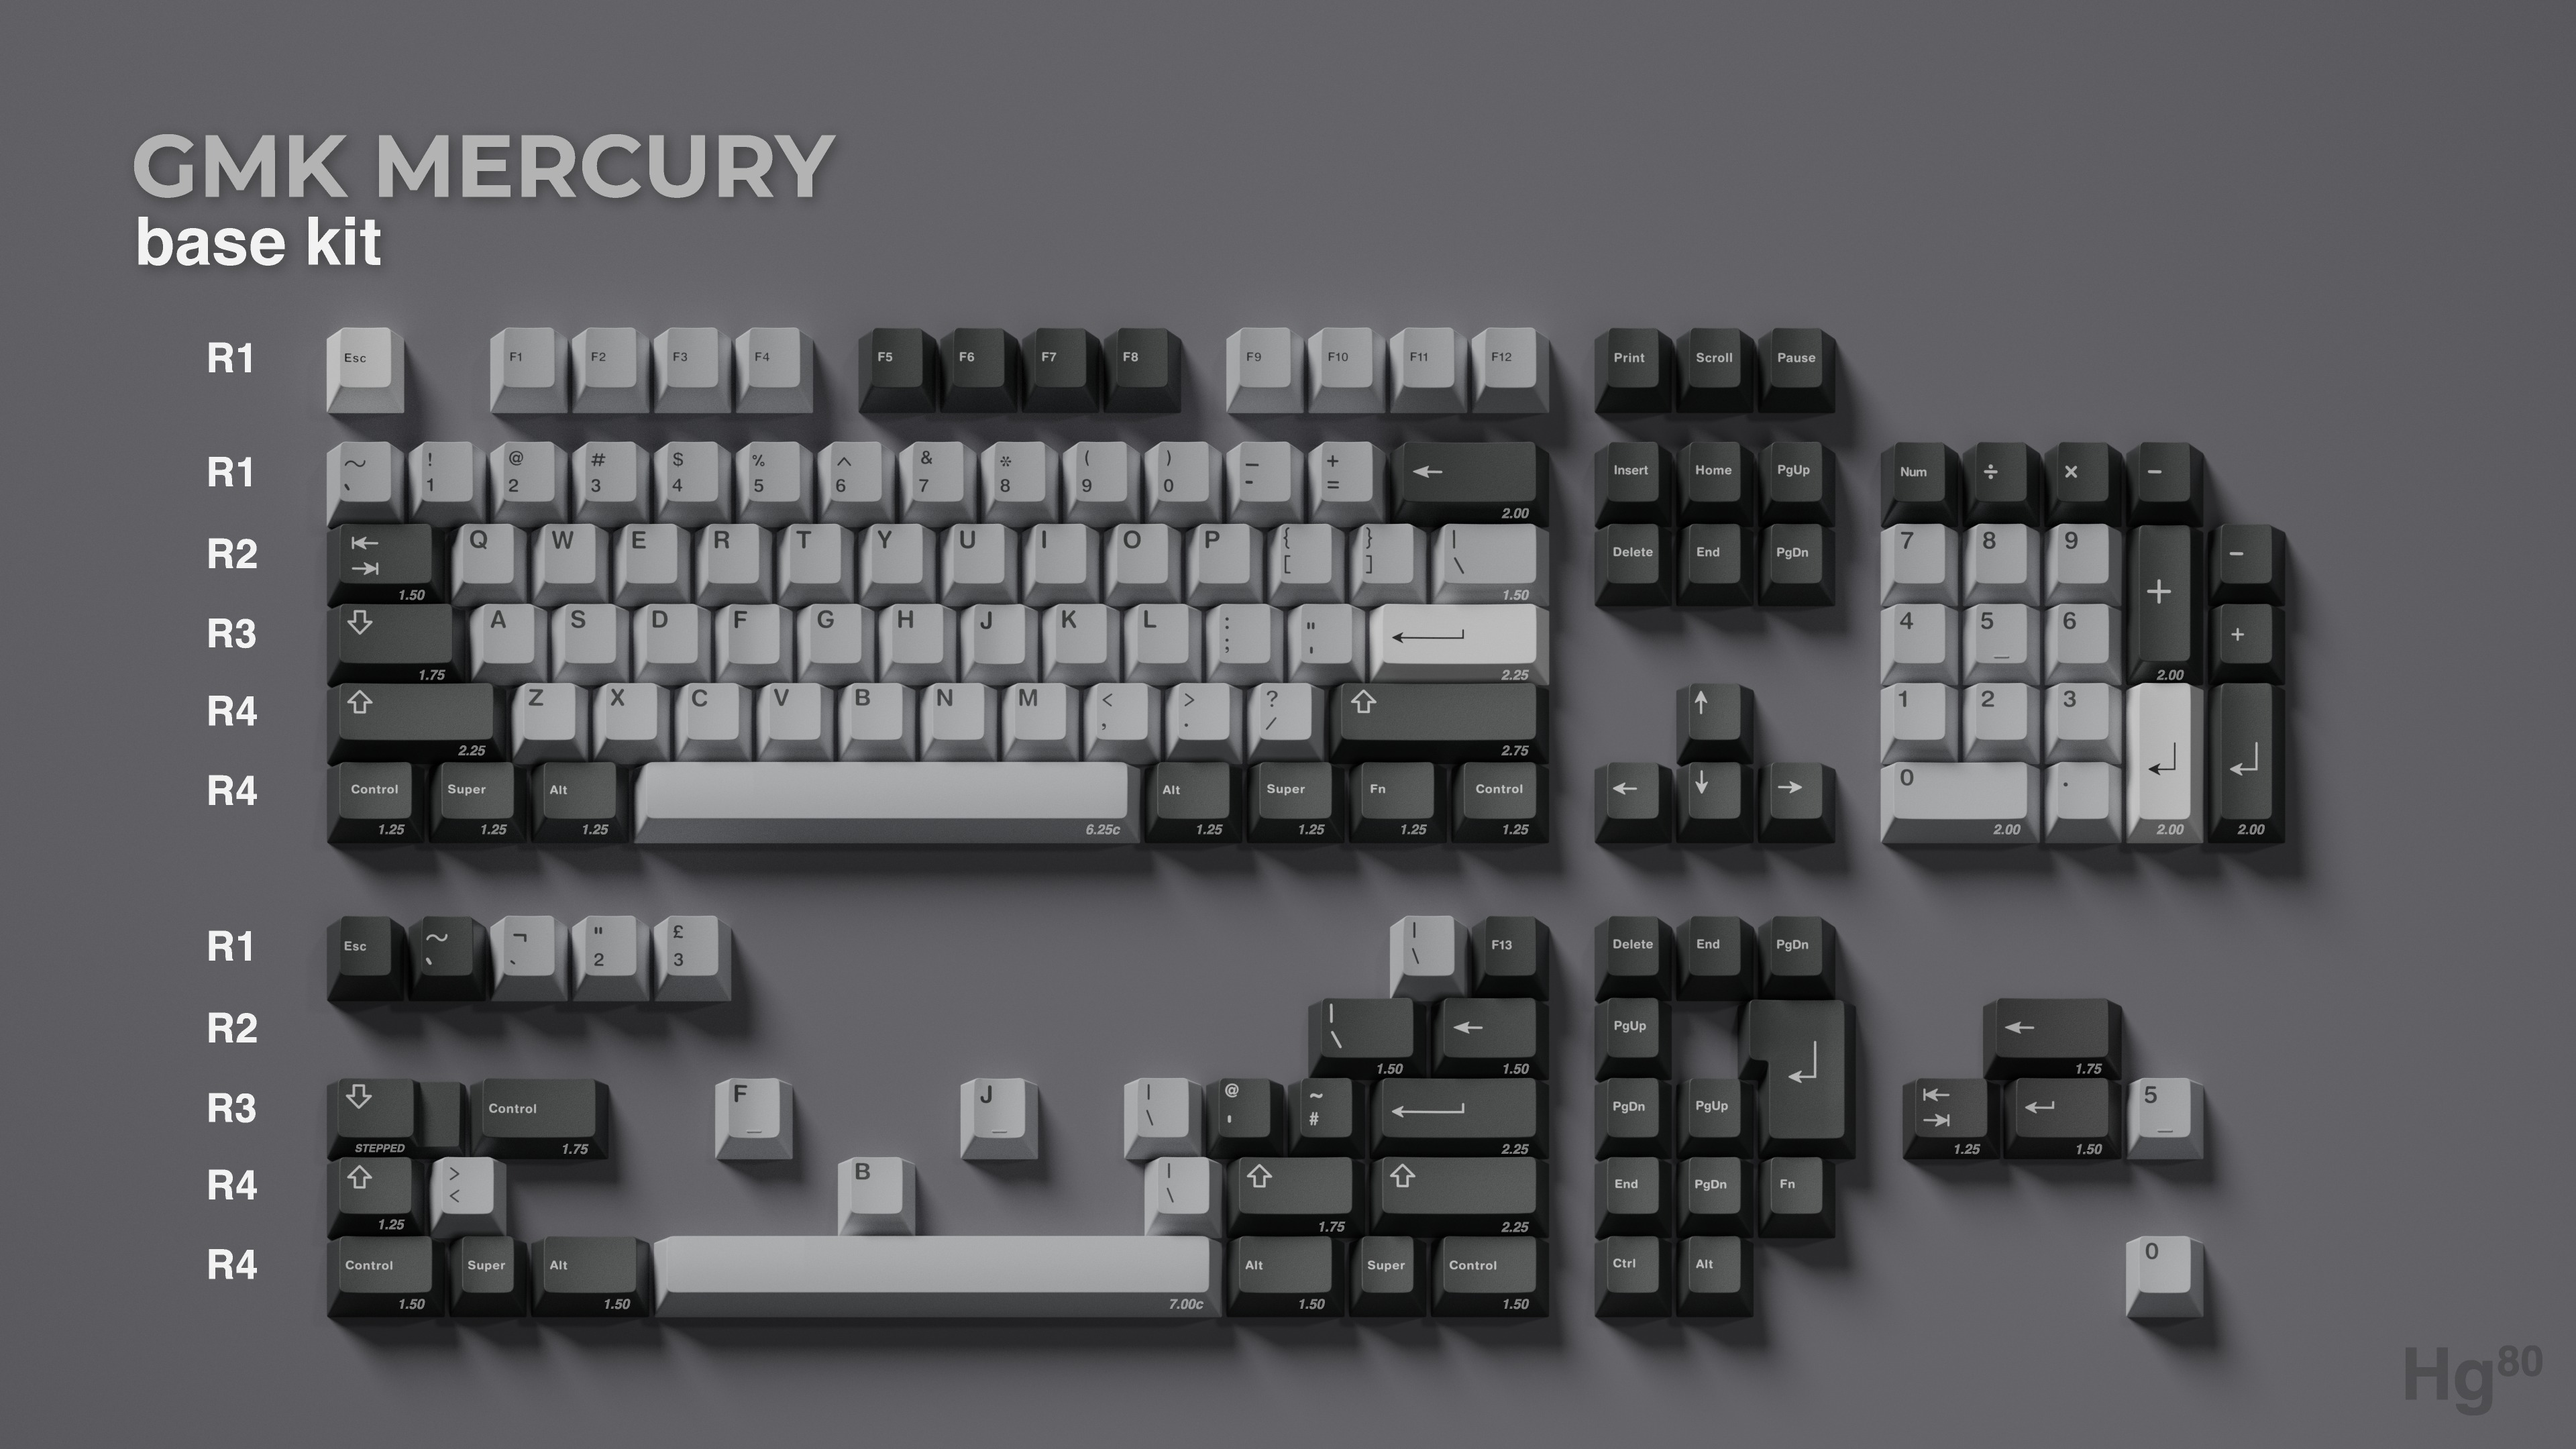 GMK MERCURY
base kit
R1 Esc F1 F2 F3 F4 F5 F6 F7 F8 F9 F10 F11 F12 Print Scroll Pause
~ ! @ # $ % ^ & * ( ) _ +
R1 ` 1 2 3 4 5 6 7 8 9 0 - = ← Insert Home PgUp Num ÷ × −
2.00
R2 ⇤ Q W E R T Y U I O P { } | Delete End PgDn 7 8 9 + −
⇥ [ ] \
1.50 1.50
R3 ⇩ A S D F G H J K L : " ↵ 4 5 6 +
; '
_
1.75 2.25 2.00
R4 ⇧ Z X C V B N M < > ? ⇧ ↑ 1 2 3
, . /
2.25 2.75
R4 Control Super Alt Alt Super Fn Control ← ↓ → 0 . ↵ ↵
1.25 1.25 1.25 6.25c 1.25 1.25 1.25 1.25 2.00 2.00 2.00
R1 Esc ~ ¬ " £ | F13 Delete End PgDn
` ` 2 3 \
R2 | ← PgUp ↵ ←
\
1.50 1.50 1.75
R3 ⇩ Control F J | @ ~ ↵ PgDn PgUp ⇤ ↵ 5
_ _ \ ' # ⇥ _
STEPPED 1.75 2.25 1.25 1.50
R4 ⇧ > B | ⇧ ⇧ End PgDn Fn
< \
1.25 1.75 2.25
R4 Control Super Alt Alt Super Control Ctrl Alt 0
1.50 1.50 7.00c 1.50 1.50
Hg80